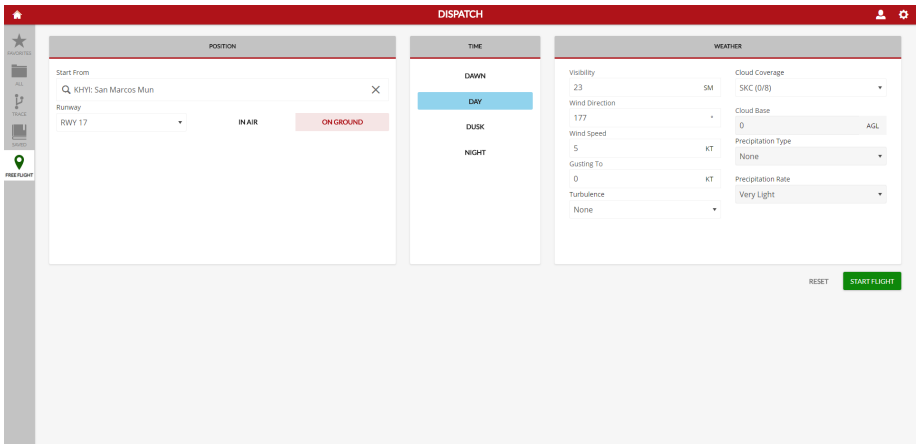 DISPATCH
FAVORITES
ALL
TRACE
SAVED
FREE FLIGHT
POSITION
Start From
KHYI: San Marcos Mun
Runway
RWY 17
IN AIR
ON GROUND
TIME
DAWN
DAY
DUSK
NIGHT
WEATHER
Visibility
23 SM
Wind Direction
177 °
Wind Speed
5 KT
Gusting To
0 KT
Turbulence
None
Cloud Coverage
SKC (0/8)
Cloud Base
0 AGL
Precipitation Type
None
Precipitation Rate
Very Light
RESET
START FLIGHT